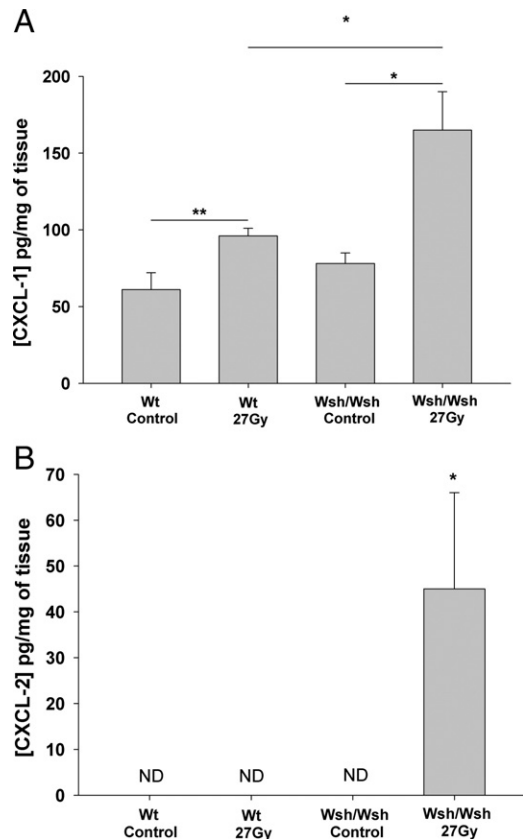 A
*
*
**
200
150
100
50
0
[CXCL-1] pg/mg of tissue
Wt
Control
Wt
27Gy
Wsh/Wsh
Control
Wsh/Wsh
27Gy
B
*
70
60
50
40
30
20
10
0
[CXCL-2] pg/mg of tissue
ND
ND
ND
Wt
Control
Wt
27Gy
Wsh/Wsh
Control
Wsh/Wsh
27Gy